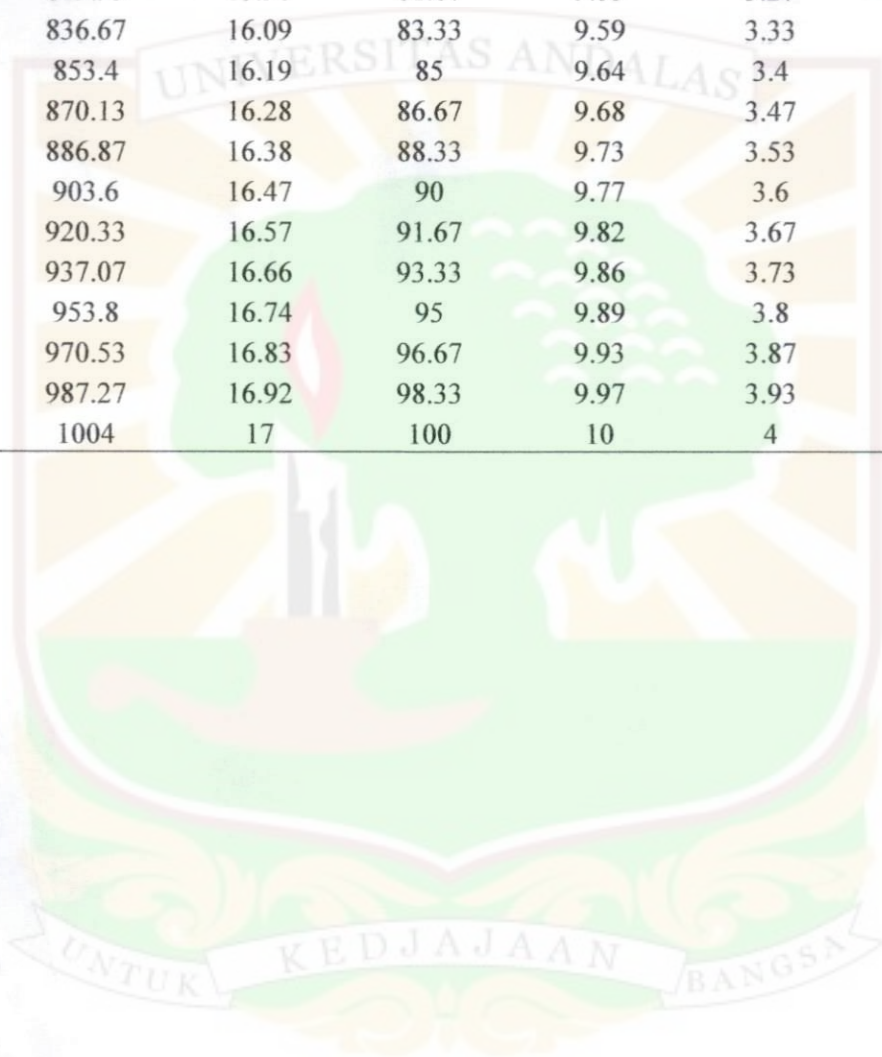 836.67 16.09 83.33 9.59 3.33
853.4 16.19 85 9.64 3.4
870.13 16.28 86.67 9.68 3.47
886.87 16.38 88.33 9.73 3.53
903.6 16.47 90 9.77 3.6
920.33 16.57 91.67 9.82 3.67
937.07 16.66 93.33 9.86 3.73
953.8 16.74 95 9.89 3.8
970.53 16.83 96.67 9.93 3.87
987.27 16.92 98.33 9.97 3.93
1004 17 100 10 4
UNIVERSITAS ANDALAS
UNTUK KEDJAJAAN BANGSA